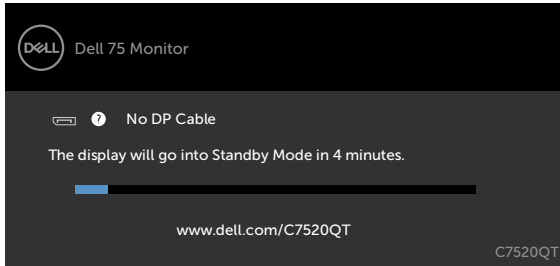 DELL
Dell 75 Monitor
? No DP Cable
The display will go into Standby Mode in 4 minutes.
www.dell.com/C7520QT
C7520QT